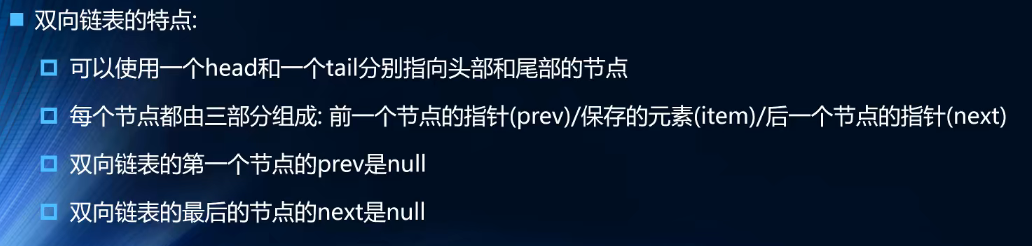 双向链表的特点:
可以使用一个head和一个tail分别指向头部和尾部的节点
每个节点都由三部分组成: 前一个节点的指针(prev)/保存的元素(item)/后一个节点的指针(next)
双向链表的第一个节点的prev是null
双向链表的最后的节点的next是null